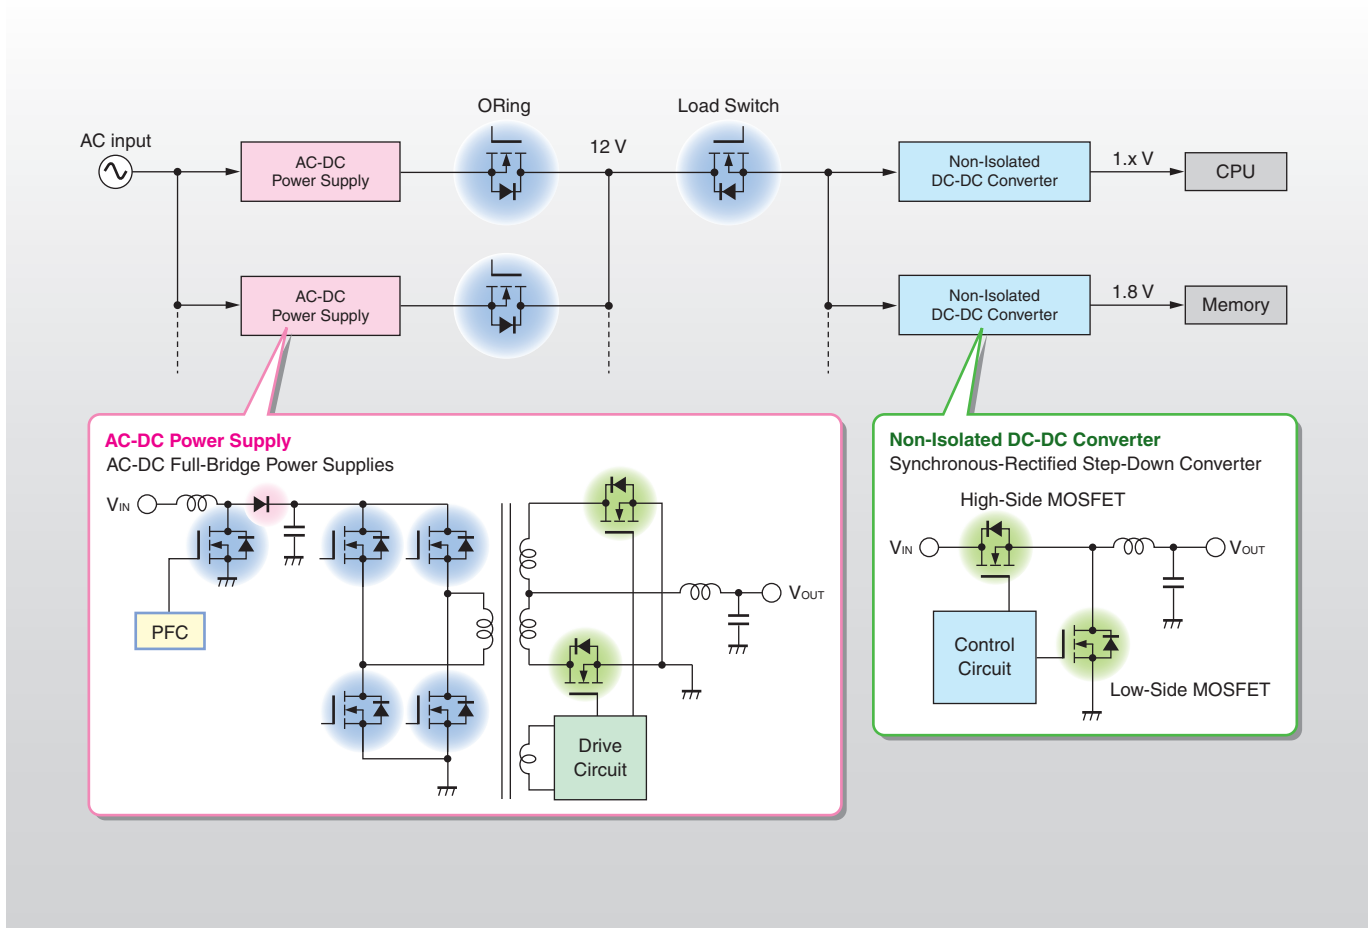 ORing
Load Switch
AC input
12 V
AC-DC
Power Supply
Non-Isolated
DC-DC Converter
1.x V
CPU
AC-DC
Power Supply
Non-Isolated
DC-DC Converter
1.8 V
Memory
AC-DC Power Supply
AC-DC Full-Bridge Power Supplies
VIN
PFC
VOUT
Drive
Circuit
Non-Isolated DC-DC Converter
Synchronous-Rectified Step-Down Converter
High-Side MOSFET
VIN
VOUT
Control
Circuit
Low-Side MOSFET